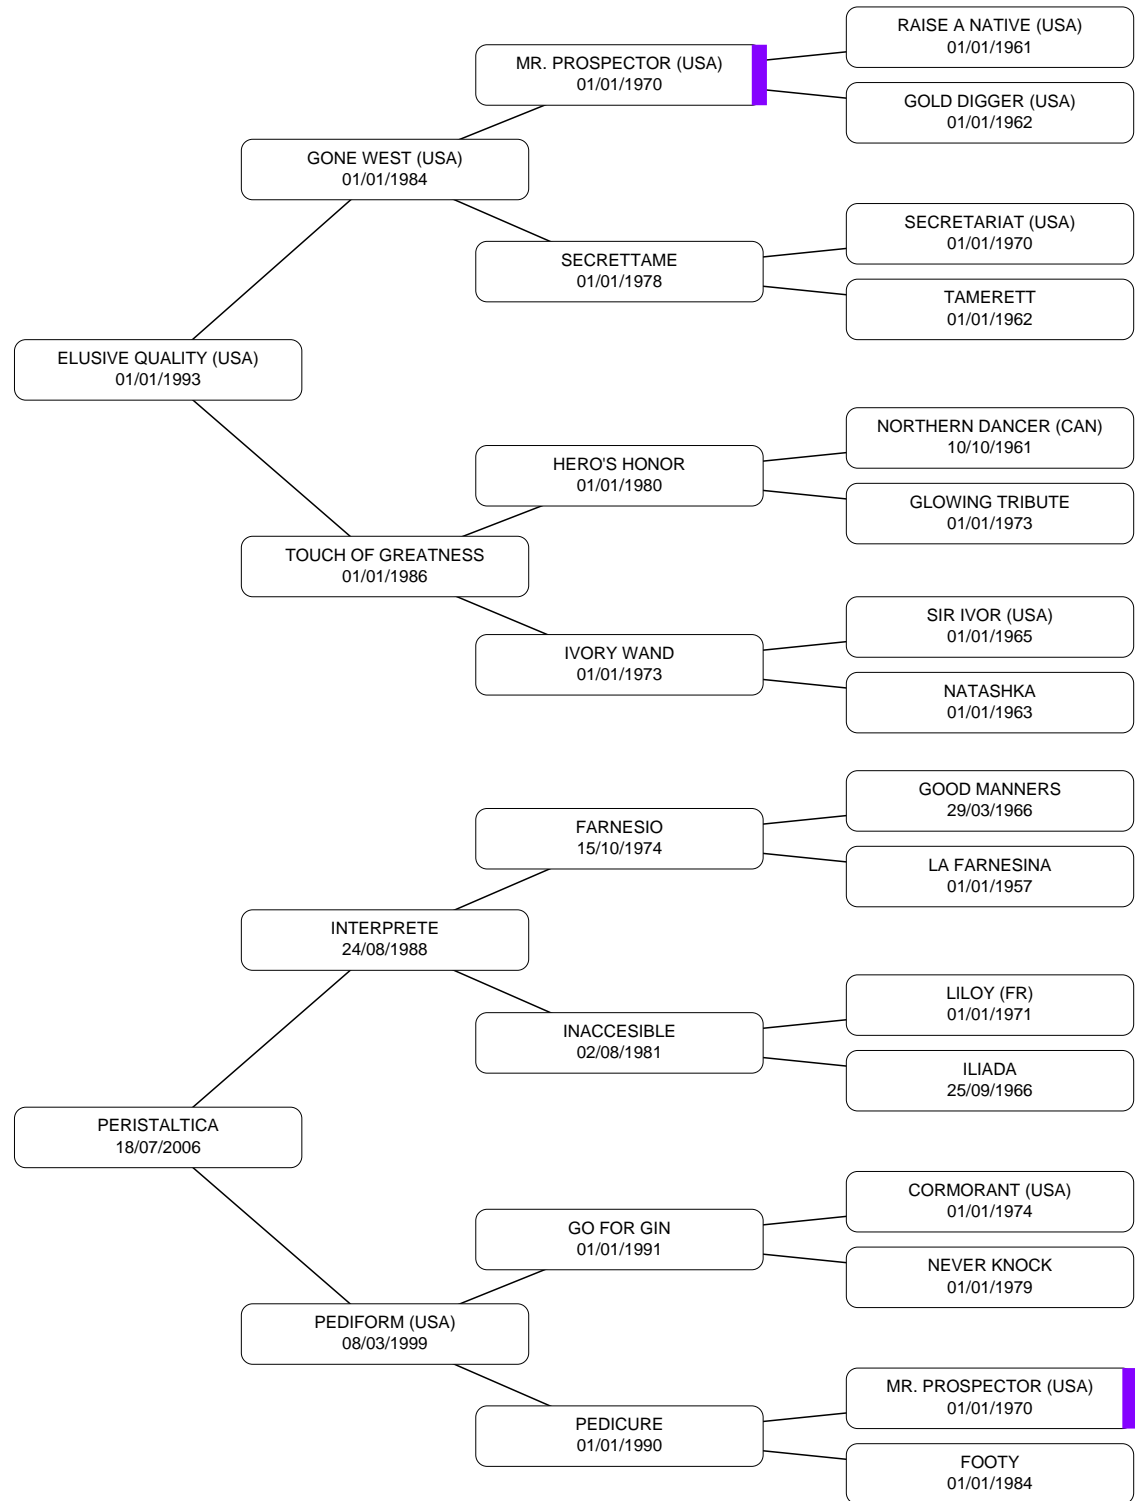 RAISE A NATIVE (USA)
01/01/1961
MR. PROSPECTOR (USA)
01/01/1970
GOLD DIGGER (USA)
01/01/1962
GONE WEST (USA)
01/01/1984
SECRETARIAT (USA)
01/01/1970
SECRETTAME
01/01/1978
TAMERETT
01/01/1962
ELUSIVE QUALITY (USA)
01/01/1993
NORTHERN DANCER (CAN)
10/10/1961
HERO'S HONOR
01/01/1980
GLOWING TRIBUTE
01/01/1973
TOUCH OF GREATNESS
01/01/1986
SIR IVOR (USA)
01/01/1965
IVORY WAND
01/01/1973
NATASHKA
01/01/1963
GOOD MANNERS
29/03/1966
FARNESIO
15/10/1974
LA FARNESINA
01/01/1957
INTERPRETE
24/08/1988
LILOY (FR)
01/01/1971
INACCESIBLE
02/08/1981
ILIADA
25/09/1966
PERISTALTICA
18/07/2006
CORMORANT (USA)
01/01/1974
GO FOR GIN
01/01/1991
NEVER KNOCK
01/01/1979
PEDIFORM (USA)
08/03/1999
MR. PROSPECTOR (USA)
01/01/1970
PEDICURE
01/01/1990
FOOTY
01/01/1984